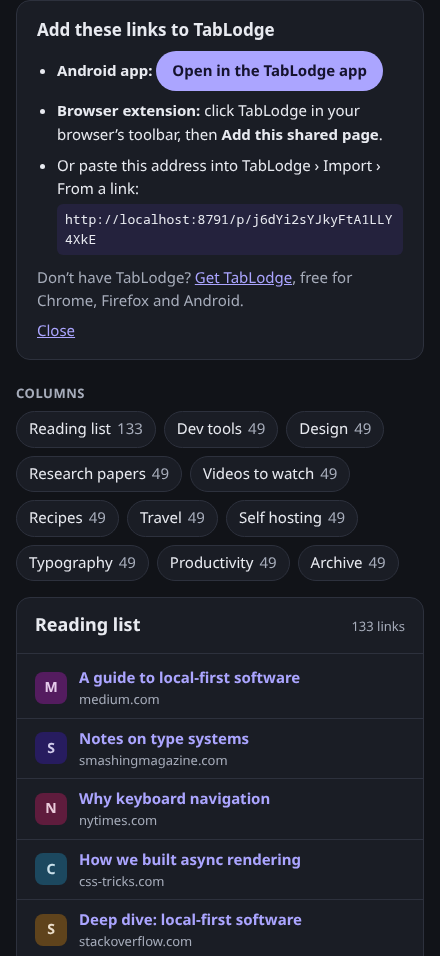 Add these links to TabLodge
• Android app: Open in the TabLodge app
• Browser extension: click TabLodge in your
browser’s toolbar, then Add this shared page.
• Or paste this address into TabLodge › Import ›
From a link:
http://localhost:8791/p/j6dYi2sYJkyFtA1LLY
4XkE
Don’t have TabLodge? Get TabLodge, free for
Chrome, Firefox and Android.
Close
COLUMNS
Reading list 133 Dev tools 49 Design 49
Research papers 49 Videos to watch 49
Recipes 49 Travel 49 Self hosting 49
Typography 49 Productivity 49 Archive 49
Reading list 133 links
M A guide to local-first software
medium.com
S Notes on type systems
smashingmagazine.com
N Why keyboard navigation
nytimes.com
C How we built async rendering
css-tricks.com
S Deep dive: local-first software
stackoverflow.com